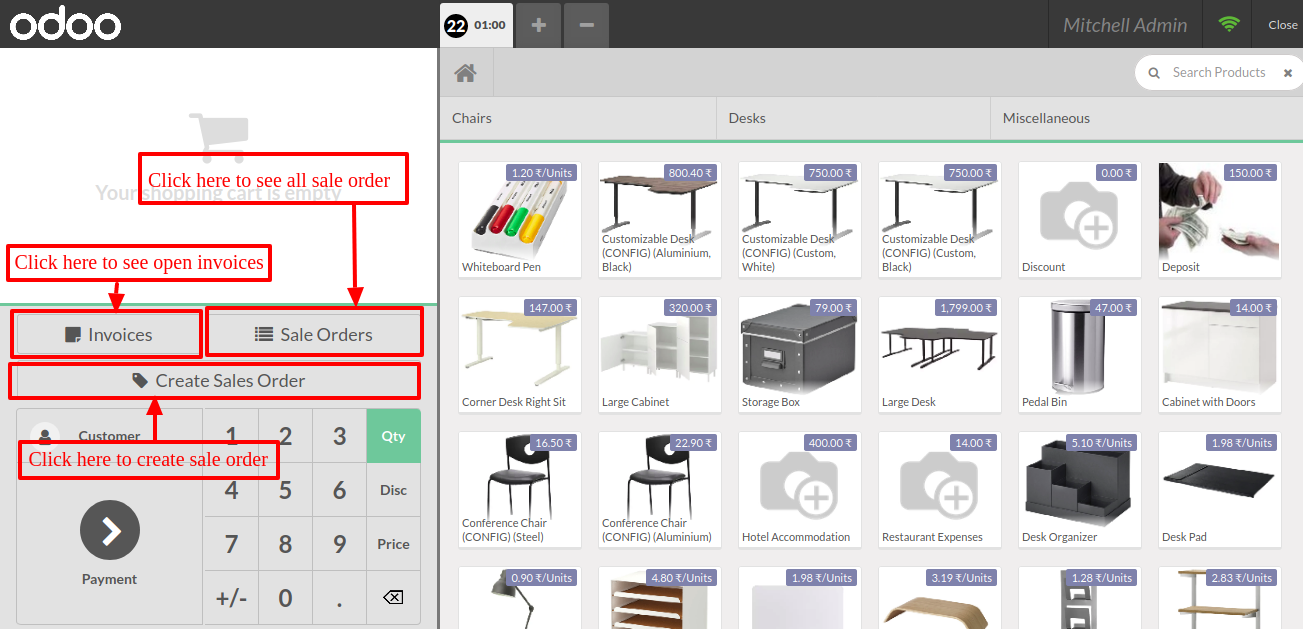 odoo
22 01:00
+
−
Mitchell Admin
Close
Search Products
Chairs
Desks
Miscellaneous
Your shopping cart is empty
Click here to see all sale order
Click here to see open invoices
Invoices
Sale Orders
Create Sales Order
Customer
Click here to create sale order
Payment
1 2 3 Qty
4 5 6 Disc
7 8 9 Price
+/- 0 .
1.20 ₹/Units
Whiteboard Pen
800.40 ₹
Customizable Desk
(CONFIG) (Aluminium,
Black)
750.00 ₹
Customizable Desk
(CONFIG) (Custom,
White)
750.00 ₹
Customizable Desk
(CONFIG) (Custom,
Black)
0.00 ₹
Discount
150.00 ₹
Deposit
147.00 ₹
Corner Desk Right Sit
320.00 ₹
Large Cabinet
79.00 ₹
Storage Box
1,799.00 ₹
Large Desk
47.00 ₹
Pedal Bin
14.00 ₹
Cabinet with Doors
16.50 ₹
Conference Chair
(CONFIG) (Steel)
22.90 ₹
Conference Chair
(CONFIG) (Aluminium)
400.00 ₹
Hotel Accommodation
14.00 ₹
Restaurant Expenses
5.10 ₹/Units
Desk Organizer
1.98 ₹/Units
Desk Pad
0.90 ₹/Units
4.80 ₹/Units
1.98 ₹/Units
3.19 ₹/Units
1.28 ₹/Units
2.83 ₹/Units